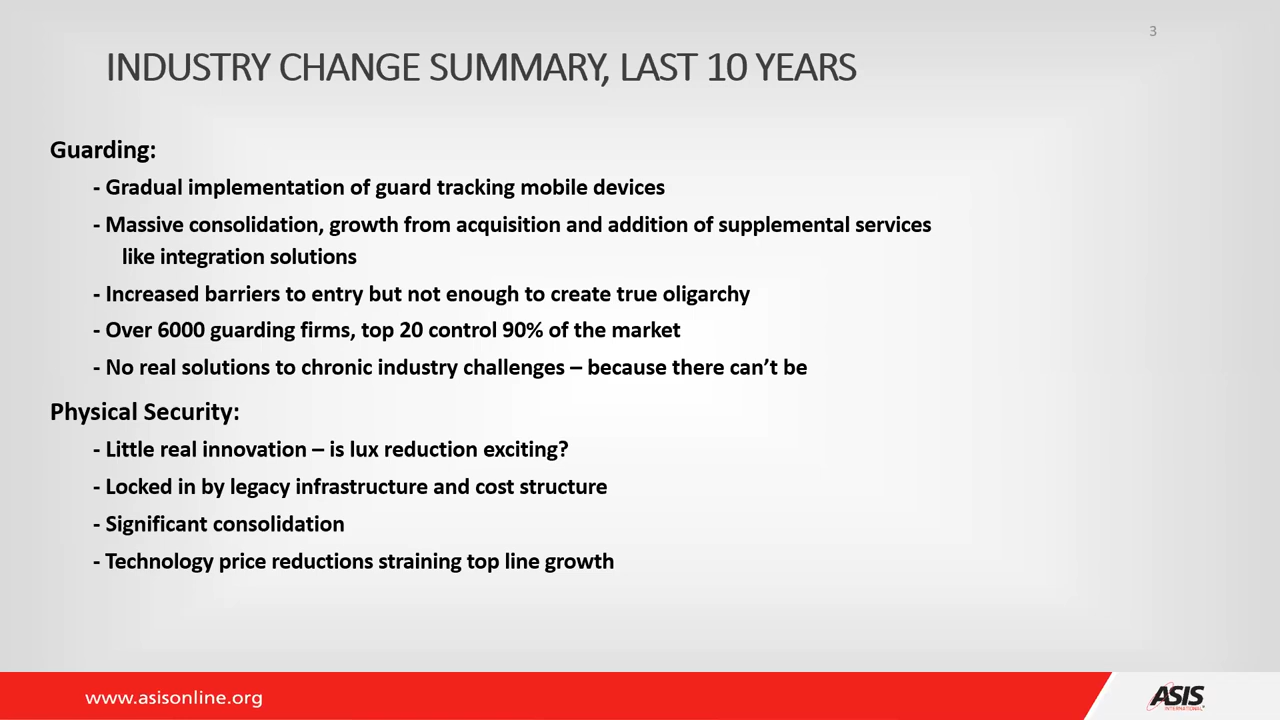 3
INDUSTRY CHANGE SUMMARY, LAST 10 YEARS
Guarding:
- Gradual implementation of guard tracking mobile devices
- Massive consolidation, growth from acquisition and addition of supplemental services
like integration solutions
- Increased barriers to entry but not enough to create true oligarchy
- Over 6000 guarding firms, top 20 control 90% of the market
- No real solutions to chronic industry challenges – because there can’t be
Physical Security:
- Little real innovation – is lux reduction exciting?
- Locked in by legacy infrastructure and cost structure
- Significant consolidation
- Technology price reductions straining top line growth
www.asisonline.org
ASIS
INTERNATIONAL